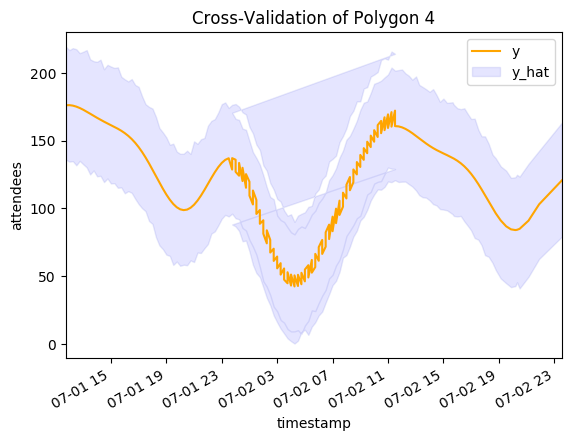 Cross-Validation of Polygon 4
y
y_hat
200
150
100
50
0
attendees
07-01 15
07-01 19
07-01 23
07-02 03
07-02 07
07-02 11
07-02 15
07-02 19
07-02 23
timestamp